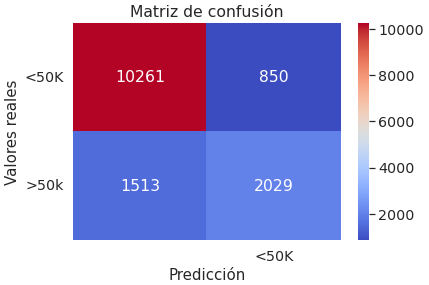 Matriz de confusión
Valores reales
<50K
10261
850
>50k
1513
2029
<50K
Predicción
10000
8000
6000
4000
2000